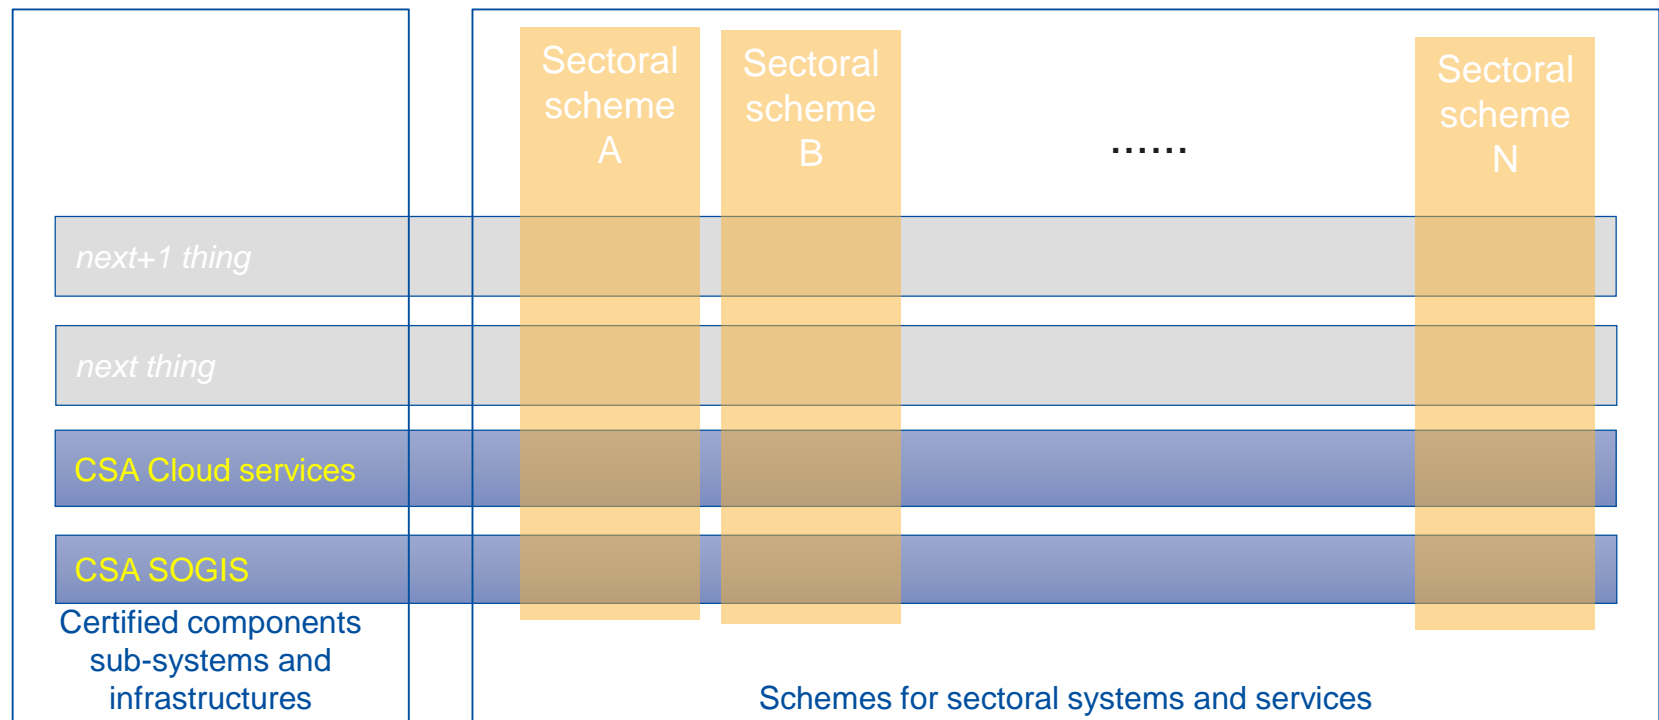 Sectoral
scheme
A
Sectoral
scheme
B
......
Sectoral
scheme
N
next+1 thing
next thing
CSA Cloud services
CSA SOGIS
Certified components
sub-systems and
infrastructures
Schemes for sectoral systems and services